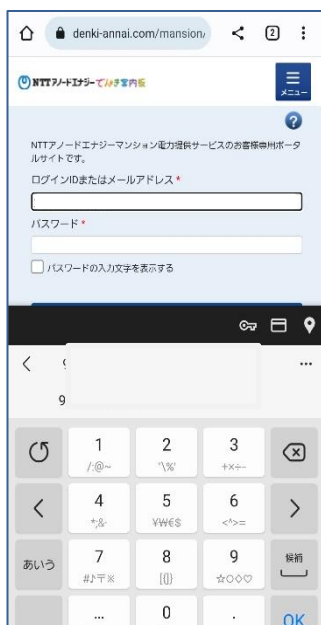 denki-annai.com/mansion/
2
NTTアノードエナジーでんき案内板
メニュー
?
NTTアノードエナジーマンション電力提供サービスのお客様専用ポータ
ルサイトです。
ログインIDまたはメールアドレス *
パスワード *
パスワードの入力文字を表示する
9
1
2
3
/:@~
'\%'
+×÷-
4
5
6
*;&·
¥₩€$
<^>=
あいう
7
8
9
候補
#♪〒※
[(])
☆○◇♡
...
0
.
OK